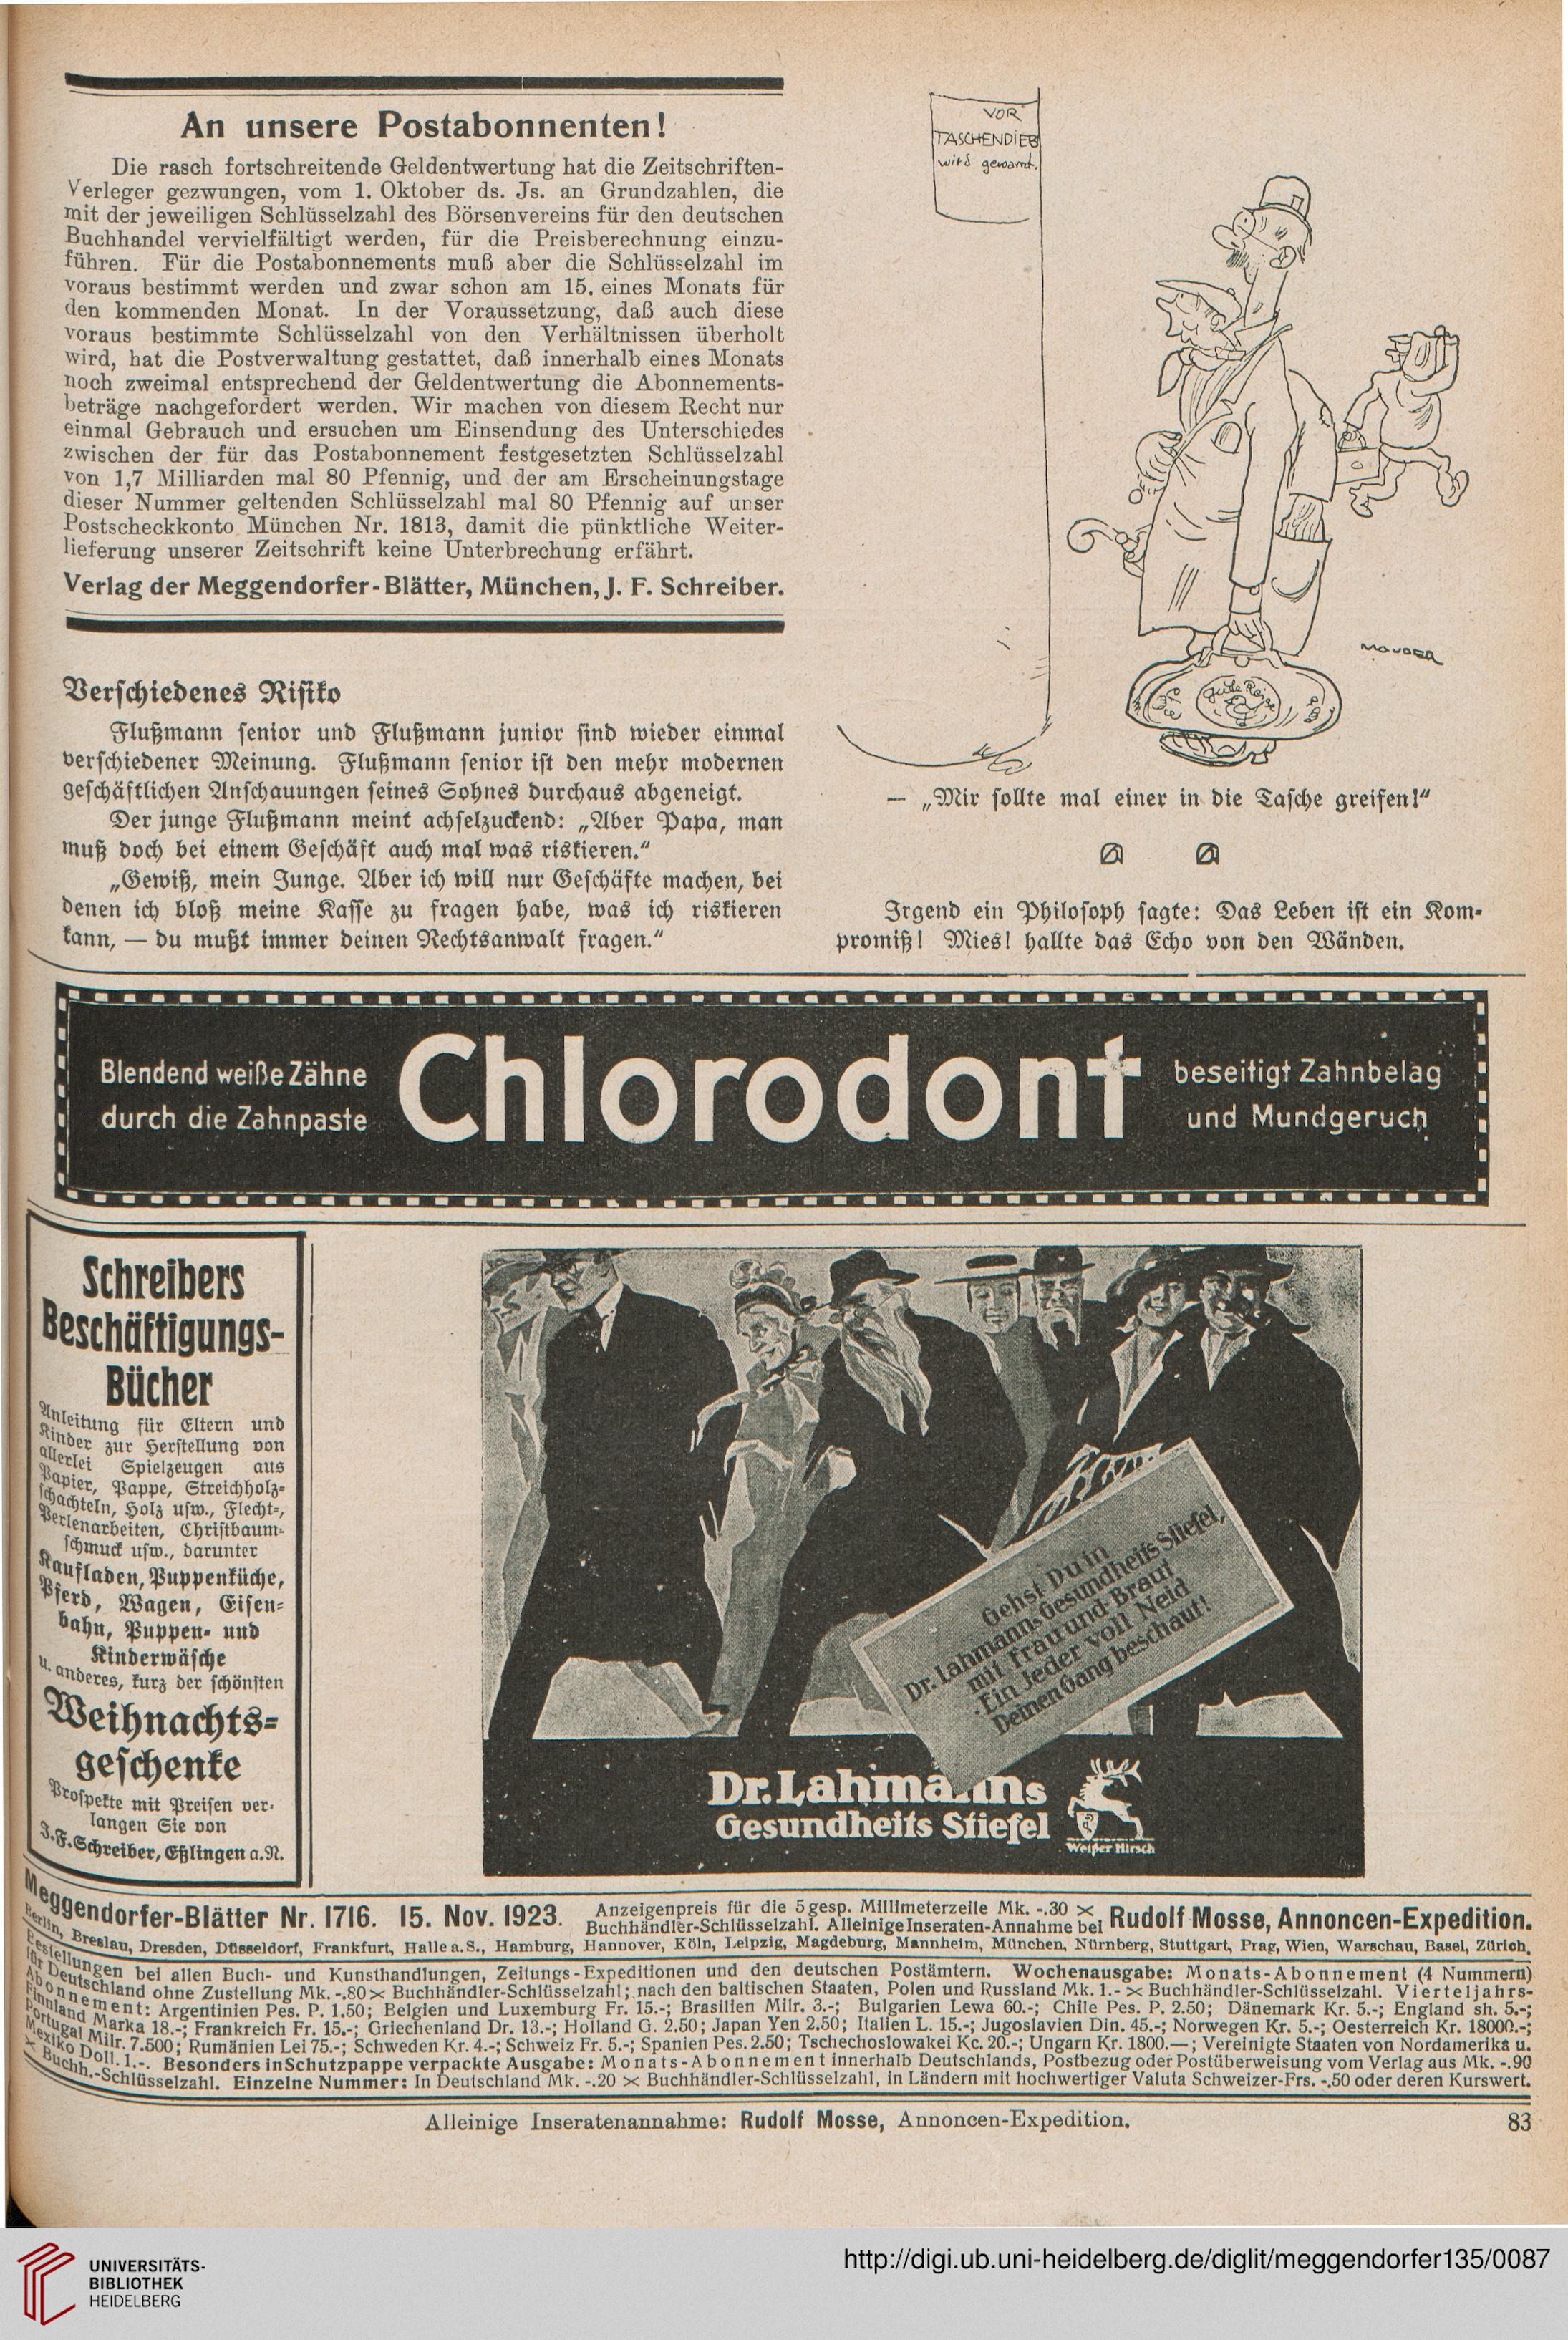 An unsere Postabonnenten!
Die rasch fortschreitende Geldentwertung hat die Zeitschriften-
Verleger gezwungen, vom 1. Oktober ds. Js. an Grundzahlen, die
mit der jeweiligen Schlüsselzahl des Börsenvereins für den deutschen
Buchhandel vervielfältigt werden, für die Preisberechnung einzu-
führen. Für die Postabonnements muß aber die Schlüsselzahl im
voraus bestimmt werden und zwar schon am 15. eines Monats für
den kommenden Monat. In der Voraussetzung, daß auch diese
voraus bestimmte Schlüsselzahl von den Verhältnissen überholt
wird, hat die Postverwaltung gestattet, daß innerhalb eines Monats
noch zweimal entsprechend der Geldentwertung die Abonnements-
beträge nachgefordert werden. Wir machen von diesem Recht nur
einmal Gebrauch und ersuchen um Einsendung des Unterschiedes
zwischen der für das Postabonnement festgesetzten Schlüsselzahl
von 1,7 Milliarden mal 80 Pfennig, und der am Erscheinungstage
dieser Nummer geltenden Schlüsselzahl mal 80 Pfennig auf unser
Postscheckkonto München Nr. 1813, damit die pünktliche Weiter-
lieferung unserer Zeitschrift keine Unterbrechung erfährt.
Verlag der Meggendorfer-Blätter, München, J. F. Schreiber.
Verschiedenes Risiko
Flußmann senior und Flußmann junior sind wieder einmal
verschiedener Meinung. Flußmann senior ist den mehr modernen
geschäftlichen Anschauungen seines Sohnes durchaus abgeneigt.
Der junge Flußmann meint achselzuckend: „Aber Papa, man
muß doch bei einem Geschäft auch mal was riskieren."
„Gewiß, mein Junge. Aber ich will nur Geschäfte machen, bei
denen ich bloß meine Kasse zu fragen habe, was ich riskieren
kann, — du mußt immer deinen Rechtsanwalt fragen."
VOR
TASCHENDIEB
wird gewarnt.
gute Reise
MAUDER
— „Mir sollte mal einer in die Tasche greifen!"
Irgend ein Philosoph sagte: Das Leben ist ein Kom-
promiß! Mies! hallte das Echo von den Wänden.
Blendend weiße Zähne
durch die Zahnpaste
Chlorodont
beseitigt Zahnbelag
und Mundgeruch
Schreibers
Beschäftigungs-
Bücher
Anleitung für Eltern und
Kinder zur Herstellung von
allerlei Spielzeugen aus
Papier, Pappe, Streichholz-
schachteln, Holz usw., Flecht-,
Perlenarbeiten, Christbaum-
schmuck usw., darunter
Kaufladen, Puppenküche,
Pferd, Wagen, Eisen-
bahn, Puppen- und
Kinderwäsche
u. anderes, kurz der schönsten
Weihnachts-
geschenke
Prospekte mit Preisen ver-
langen Sie von
J. F. Schreiber, Eßlingen a. N.
Gehst Du in
Dr. Lahmanns Gesundheits Stiefel,
mit Frau und Braut
Ein Jeder voll Neid
Deinen Gang beschaut!
Dr. Lahmanns
Gesundheits Stiefel
Weißer Hirsch
Meggendorfer-Blätter Nr. 1716. 15. Nov. 1923. Anzeigenpreis für die 5 gesp. Millimeterzeile Mk. -.30 ×
Buchhändler-Schlüsselzahl. Alleinige Inseraten-Annahme bei Rudolf Mosse, Annoncen-Expedition.
Berlin, Breslau, Dresden, Düsseldorf, Frankfurt, Halle a. S., Hamburg, Hannover, Köln, Leipzig, Magdeburg, Mannheim, München, Nürnberg, Stuttgart, Prag, Wien, Warschau, Basel, Zürich.
Bestellungen bei allen Buch- und Kunsthandlungen, Zeitungs-Expeditionen und den deutschen Postämtern. Wochenausgabe: Monats-Abonnement (4 Nummern)
für Deutschland ohne Zustellung Mk. -.80 × Buchhändler-Schlüsselzahl; nach den baltischen Staaten, Polen und Russland Mk. 1.- × Buchhändler-Schlüsselzahl. Vierteljahrs-
Abonnement: Argentinien Pes. P. 1.50; Belgien und Luxemburg Fr. 15.-; Brasilien Milr. 3.-; Bulgarien Lewa 60.-; Chile Pes. P. 2.50; Dänemark Kr. 5.-; England sh. 5.-;
Finnland Marka 18.-; Frankreich Fr. 15.-; Griechenland Dr. 13.-; Holland G. 2.50; Japan Yen 2.50; Italien L. 15.-; Jugoslavien Din. 45.-; Norwegen Kr. 5.-; Oesterreich Kr. 18000.-;
Portugal Milr. 7.500; Rumänien Lei 75.-; Schweden Kr. 4.-; Schweiz Fr. 5.-; Spanien Pes. 2.50; Tschechoslowakei Kc. 20.-; Ungarn Kr. 1800.—; Vereinigte Staaten von Nordamerika u.
Mexiko Doll. 1.-. Besonders in Schutzpappe verpackte Ausgabe: Monats-Abonnement innerhalb Deutschlands, Postbezug oder Postüberweisung vom Verlag aus Mk. -.90
× Buchh.-Schlüsselzahl. Einzelne Nummer: In Deutschland Mk. -.20 × Buchhändler-Schlüsselzahl, in Ländern mit hochwertiger Valuta Schweizer-Frs. -.50 oder deren Kurswert.
Alleinige Inseratenannahme: Rudolf Mosse, Annoncen-Expedition. 83
UNIVERSITÄTS-
BIBLIOTHEK
HEIDELBERG
http://digi.ub.uni-heidelberg.de/diglit/meggendorfer135/0087